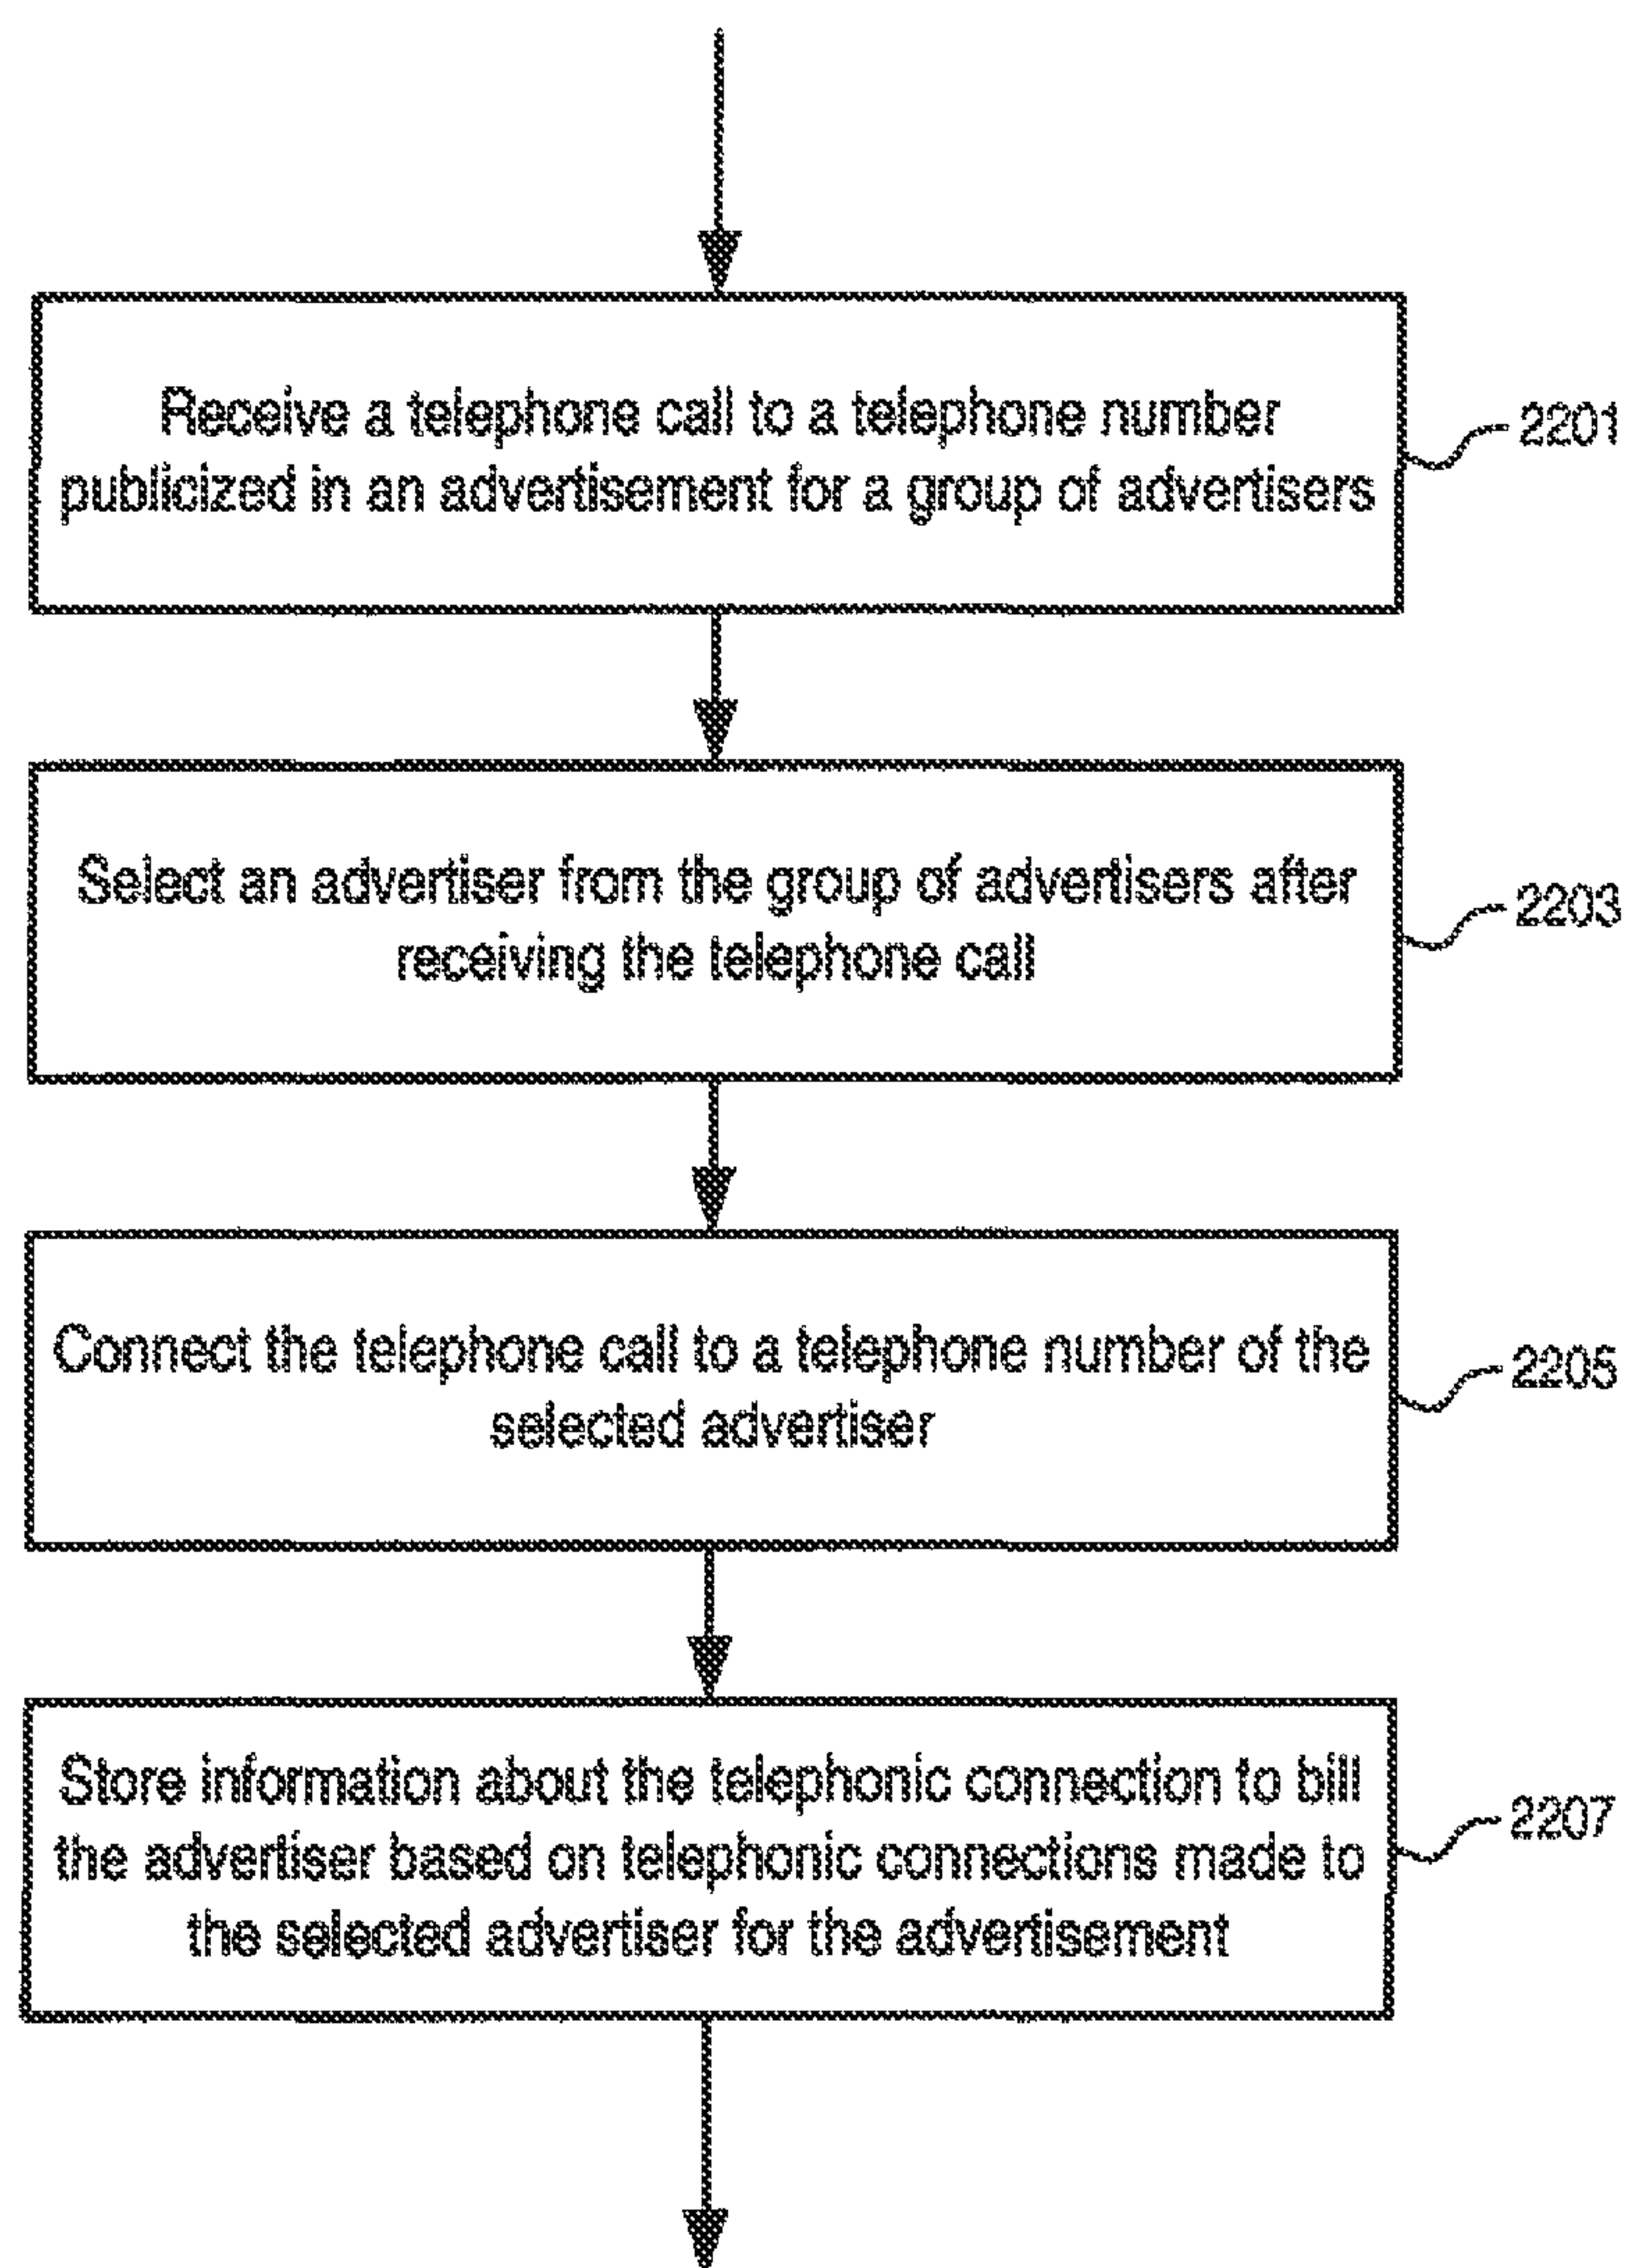 Receive a telephone call to a telephone number
publicized in an advertisement for a group of advertisers
2201
Select an advertiser from the group of advertisers after
receiving the telephone call
2203
Connect the telephone call to a telephone number of the
selected advertiser
2205
Store information about the telephonic connection to bill
the advertiser based on telephonic connections made to
the selected advertiser for the advertisement
2207